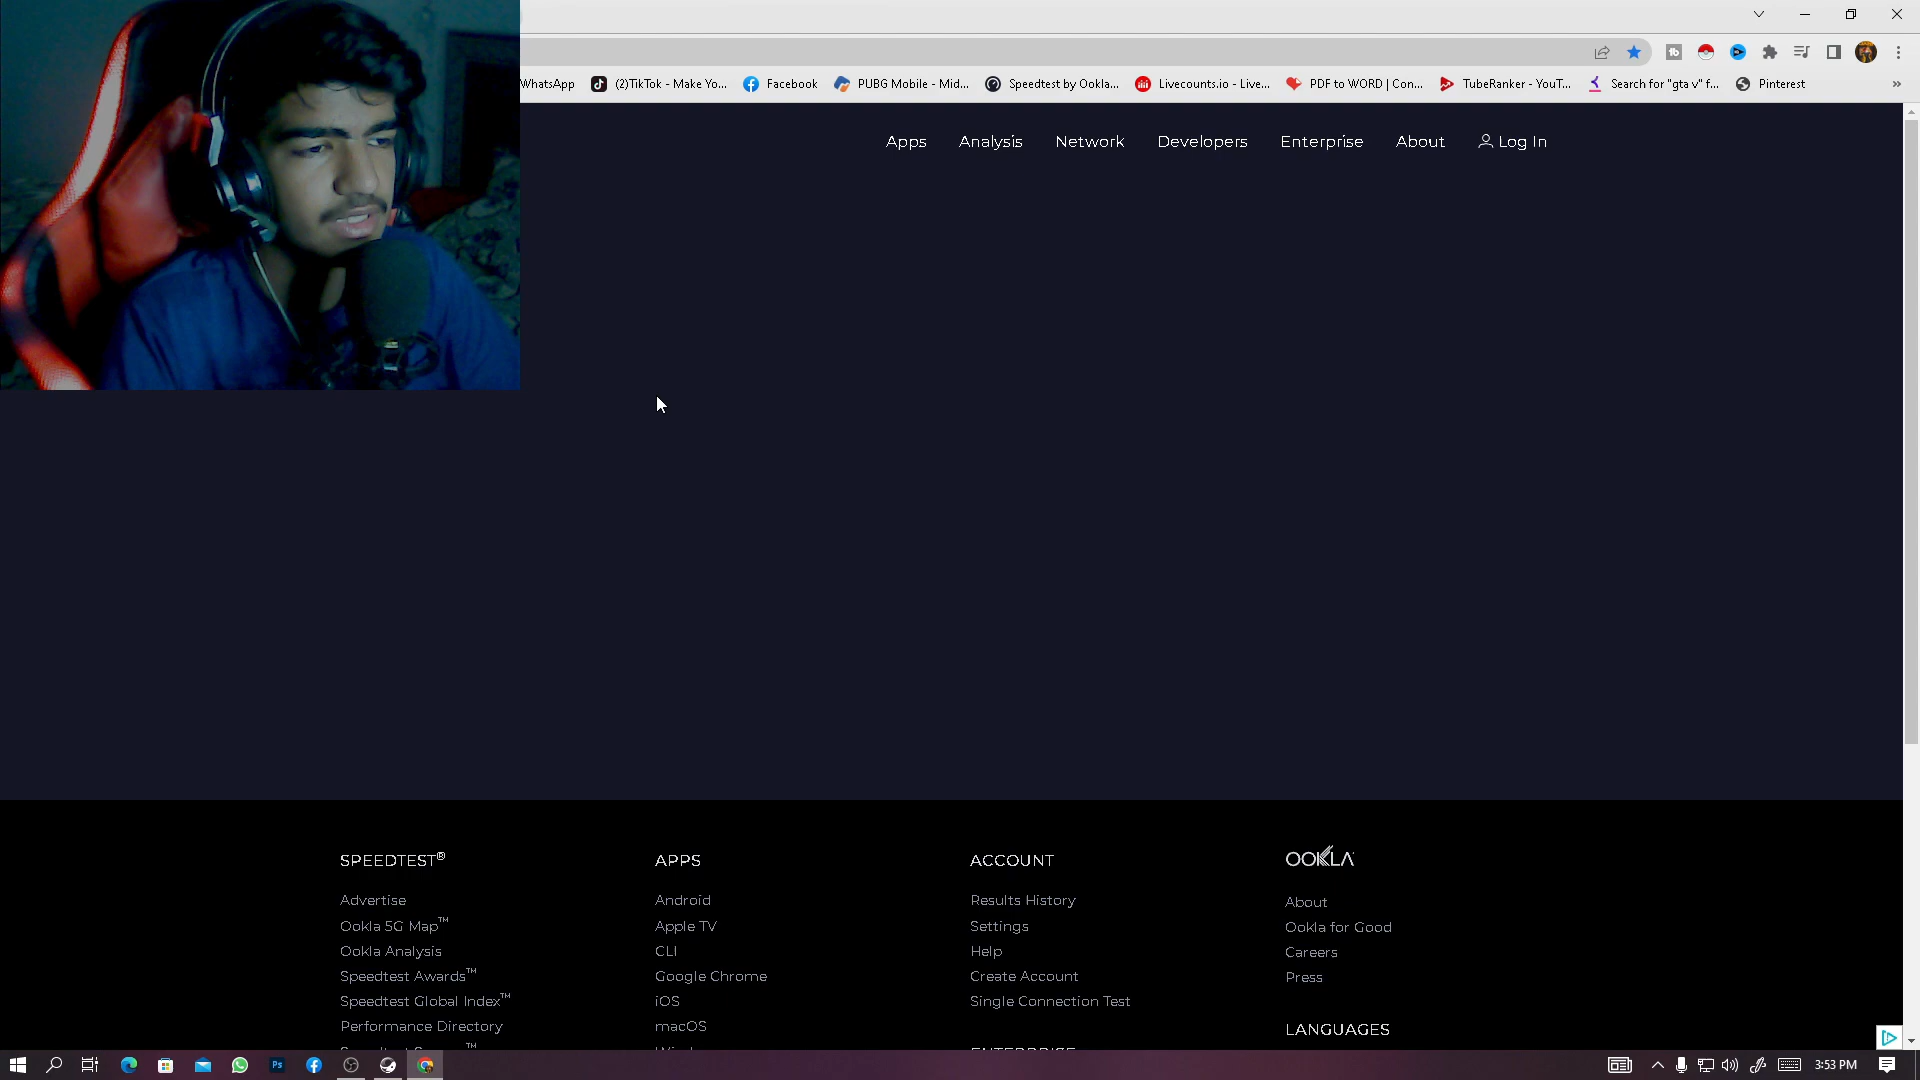 WhatsApp
(2)TikTok - Make Yo...
Facebook
PUBG Mobile - Mid...
Speedtest by Ookla...
Livecounts.io - Live...
PDF to WORD | Con...
TubeRanker - YouT...
Search for "gta v" f...
Pinterest
»
Apps
Analysis
Network
Developers
Enterprise
About
Log In
SPEEDTEST®
Advertise
Ookla 5G Map™
Ookla Analysis
Speedtest Awards™
Speedtest Global Index™
Performance Directory
APPS
Android
Apple TV
CLI
Google Chrome
iOS
macOS
ACCOUNT
Results History
Settings
Help
Create Account
Single Connection Test
ENTERPRISE
OOKLA
About
Ookla for Good
Careers
Press
LANGUAGES
Ps
3:53 PM